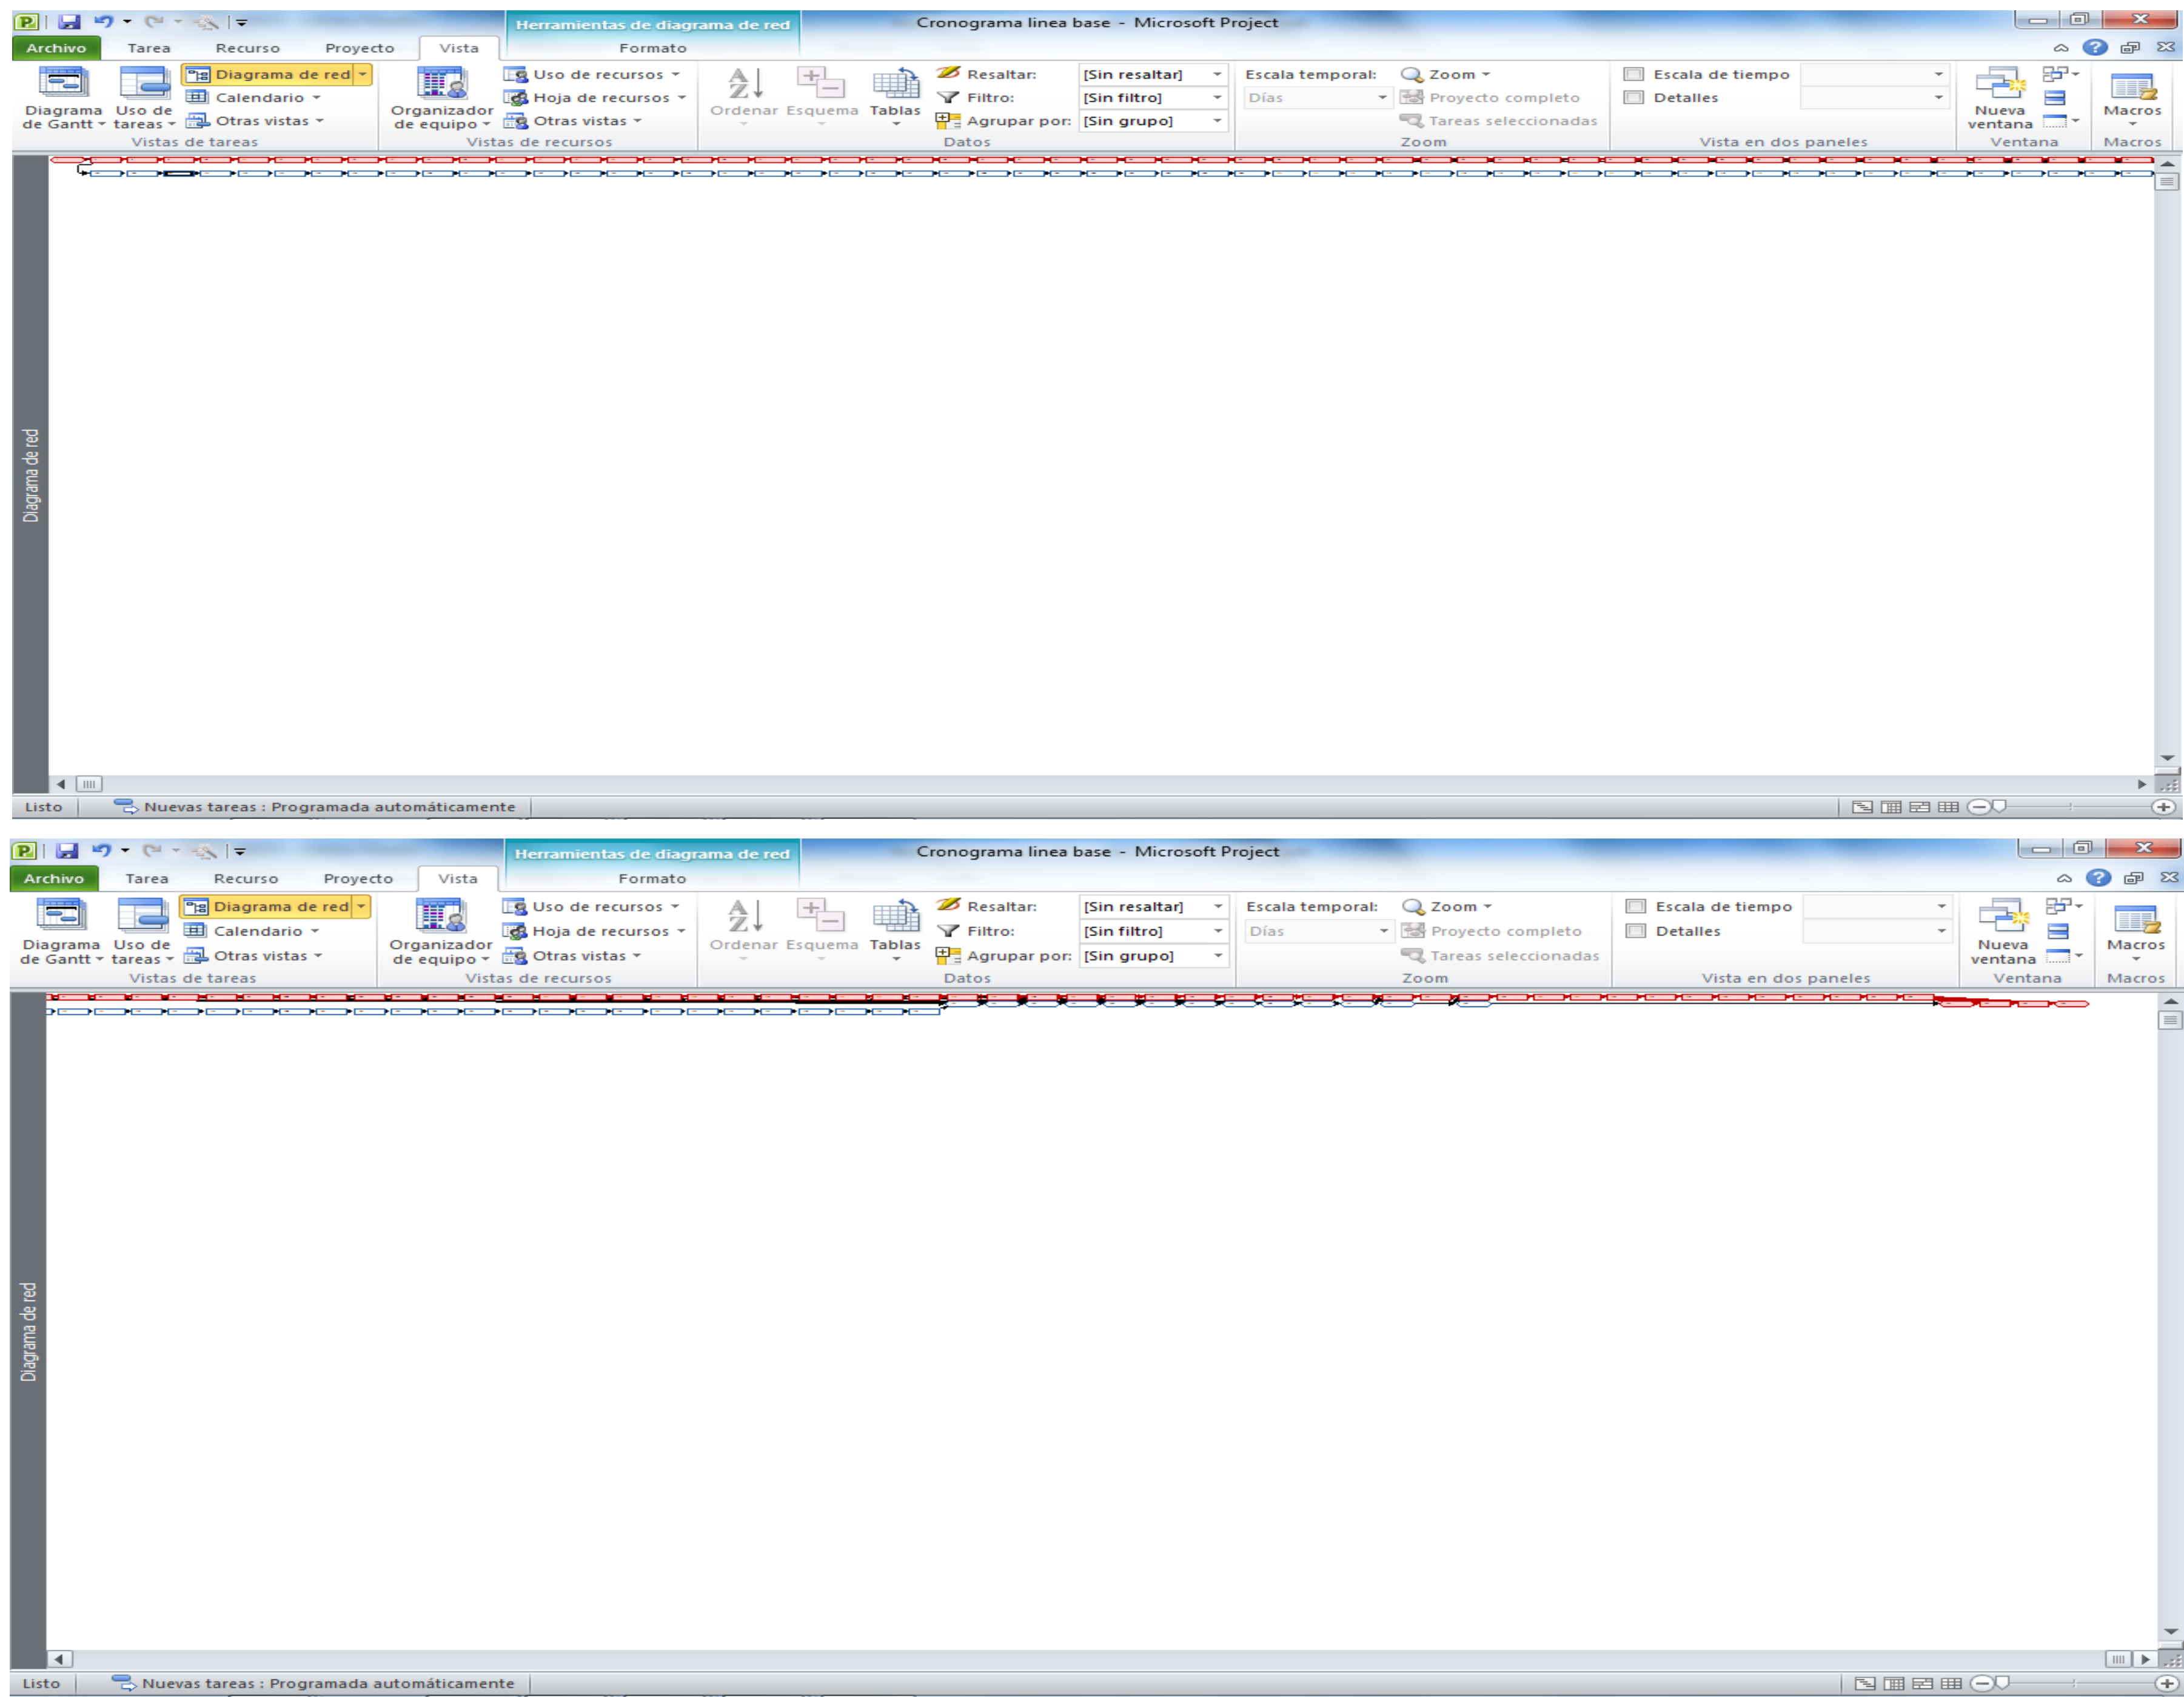 Herramientas de diagrama de red
Cronograma linea base - Microsoft Project
Archivo Tarea Recurso Proyecto Vista Formato
Diagrama de red Uso de recursos Resaltar: [Sin resaltar] Escala temporal: Zoom Escala de tiempo
Calendario Hoja de recursos Filtro: [Sin filtro] Días Proyecto completo Detalles
Diagrama de Gantt Uso de tareas Otras vistas Organizador de equipo Otras vistas Ordenar Esquema Tablas Agrupar por: [Sin grupo] Tareas seleccionadas Nueva ventana Macros
Vistas de tareas Vistas de recursos Datos Zoom Vista en dos paneles Ventana Macros
Diagrama de red
Listo Nuevas tareas : Programada automáticamente
Herramientas de diagrama de red
Cronograma linea base - Microsoft Project
Archivo Tarea Recurso Proyecto Vista Formato
Diagrama de red Uso de recursos Resaltar: [Sin resaltar] Escala temporal: Zoom Escala de tiempo
Calendario Hoja de recursos Filtro: [Sin filtro] Días Proyecto completo Detalles
Diagrama de Gantt Uso de tareas Otras vistas Organizador de equipo Otras vistas Ordenar Esquema Tablas Agrupar por: [Sin grupo] Tareas seleccionadas Nueva ventana Macros
Vistas de tareas Vistas de recursos Datos Zoom Vista en dos paneles Ventana Macros
Diagrama de red
Listo Nuevas tareas : Programada automáticamente